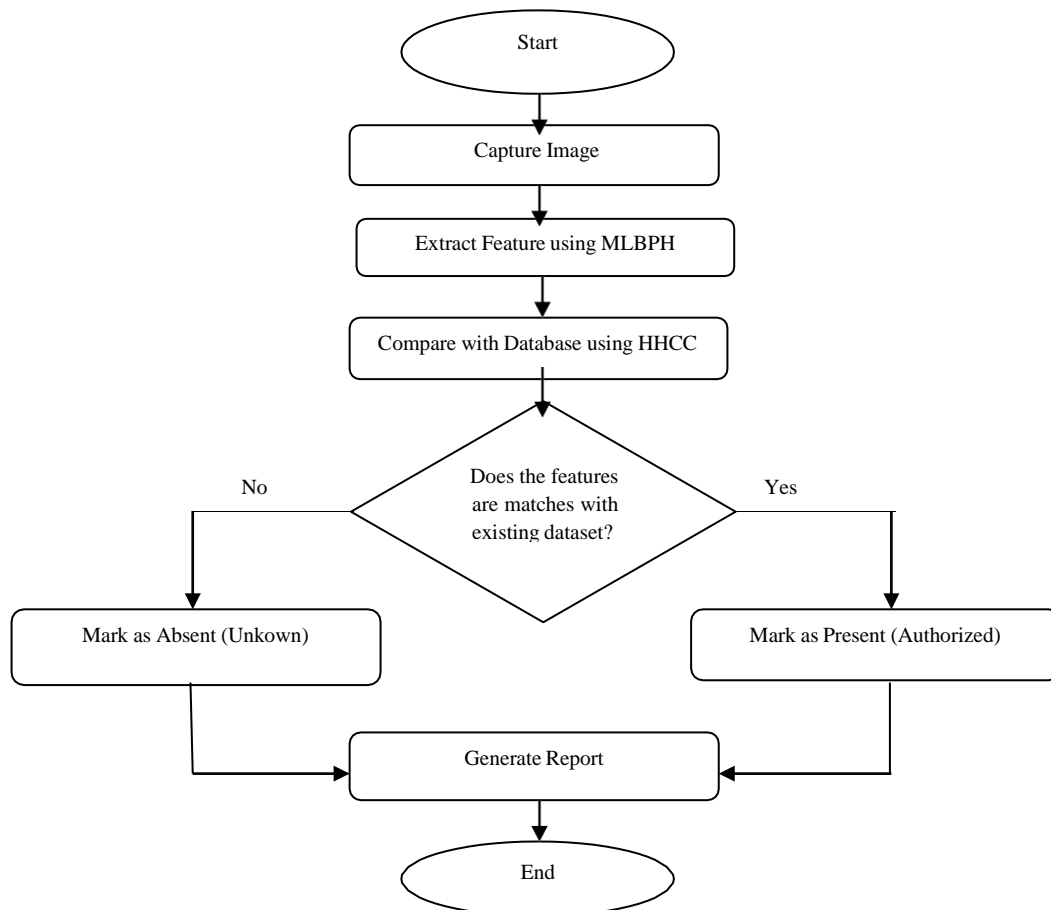 Start
Capture Image
Extract Feature using MLBPH
Compare with Database using HHCC
Does the features
are matches with
existing dataset?
No
Yes
Mark as Absent (Unkown)
Mark as Present (Authorized)
Generate Report
End